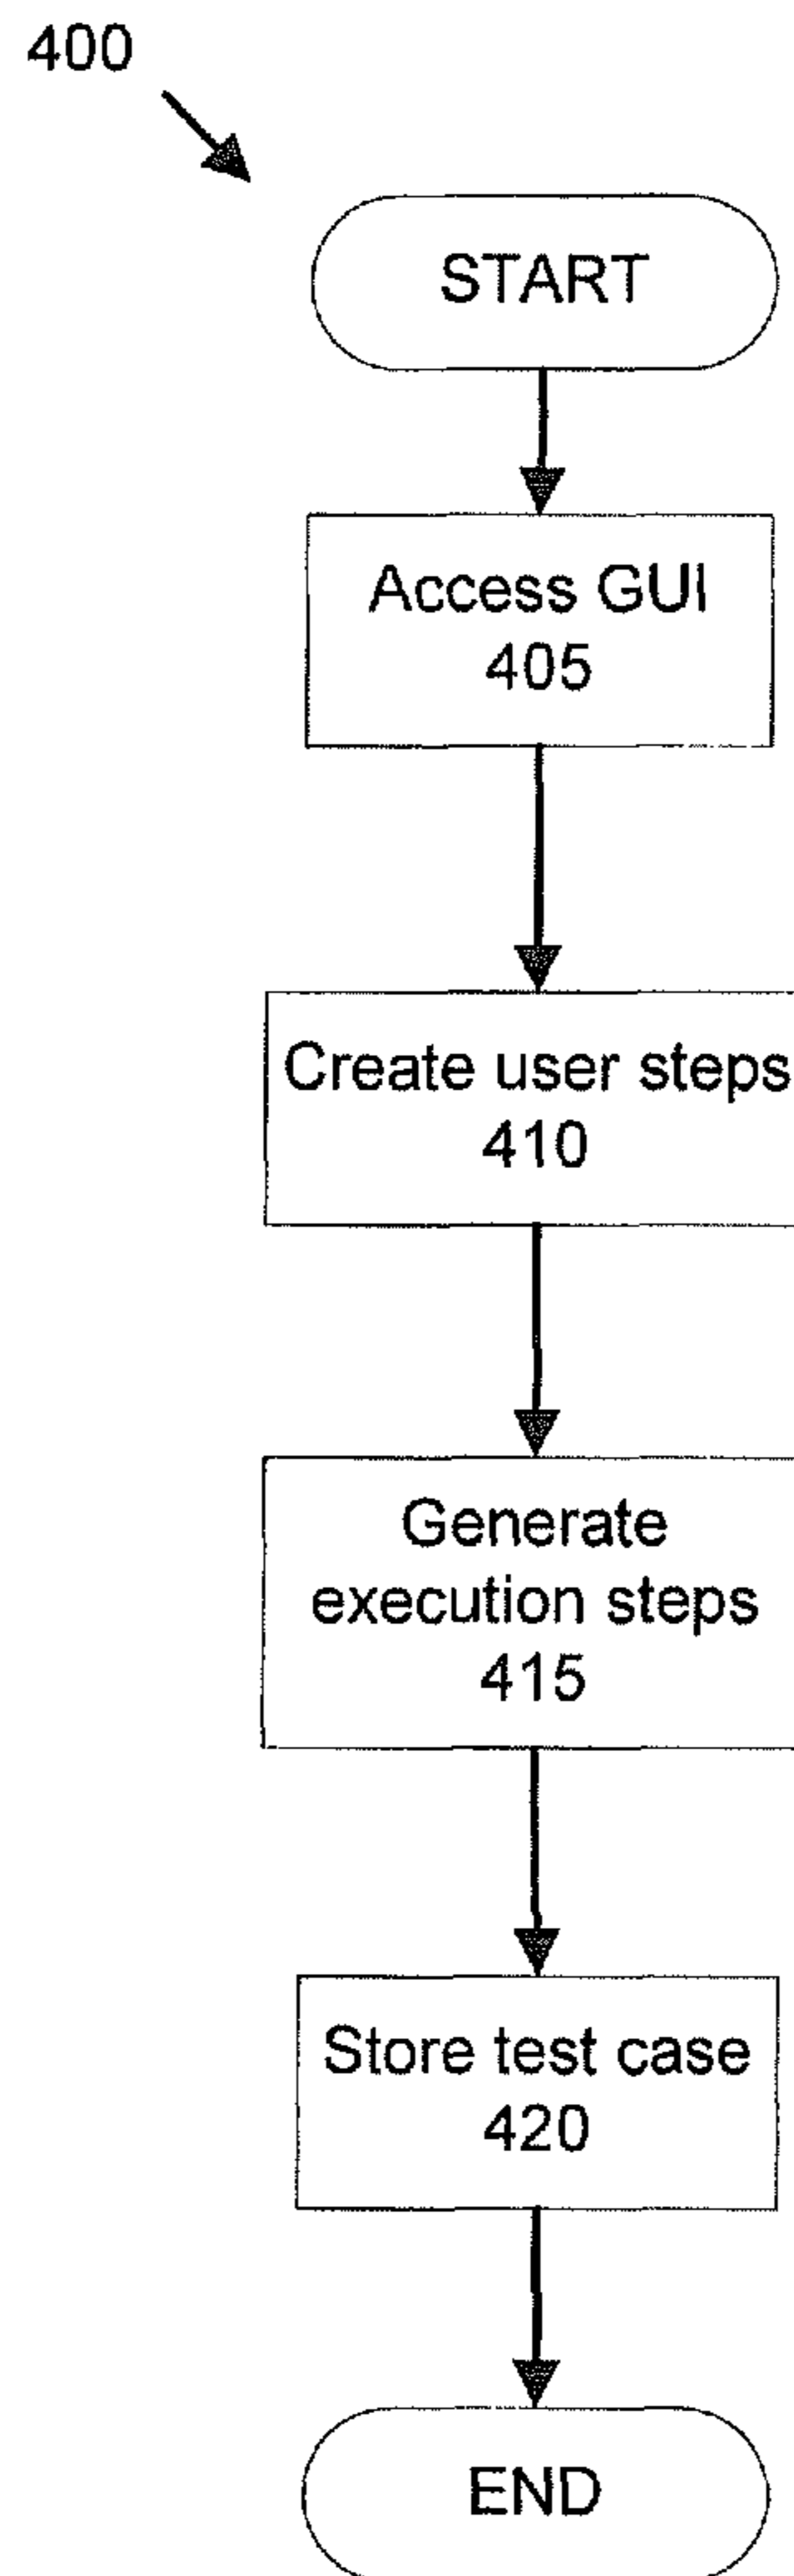 400
START
Access GUI
405
Create user steps
410
Generate
execution steps
415
Store test case
420
END